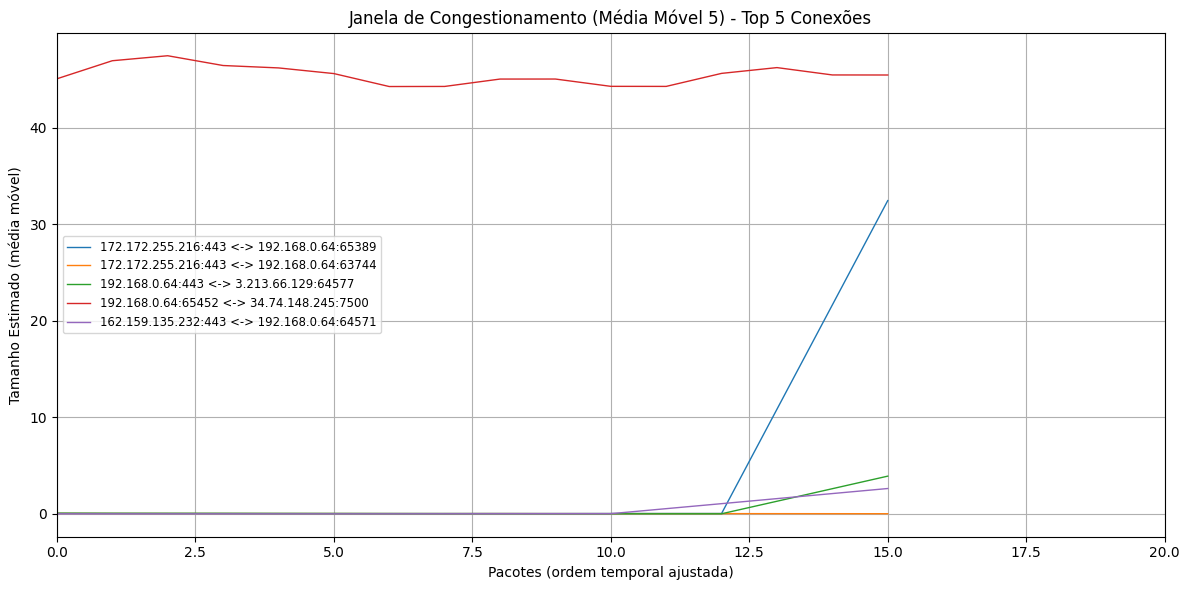 Janela de Congestionamento (Média Móvel 5) - Top 5 Conexões
Tamanho Estimado (média móvel)
40
30
20
10
0
172.172.255.216:443 <-> 192.168.0.64:65389
172.172.255.216:443 <-> 192.168.0.64:63744
192.168.0.64:443 <-> 3.213.66.129:64577
192.168.0.64:65452 <-> 34.74.148.245:7500
162.159.135.232:443 <-> 192.168.0.64:64571
0.0 2.5 5.0 7.5 10.0 12.5 15.0 17.5 20.0
Pacotes (ordem temporal ajustada)